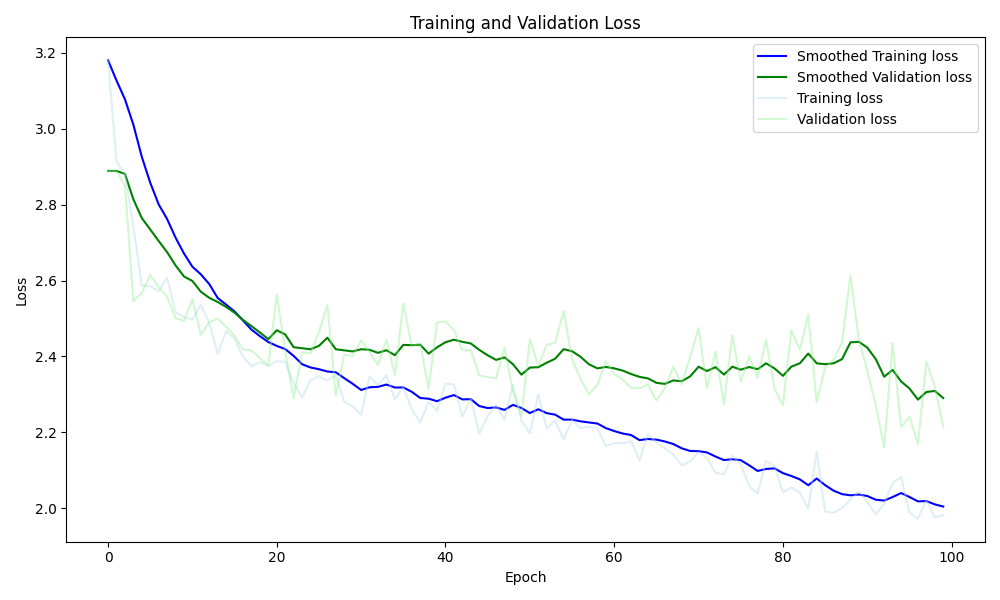 Training and Validation Loss
Smoothed Training loss
Smoothed Validation loss
Training loss
Validation loss
Loss
3.2
3.0
2.8
2.6
2.4
2.2
2.0
0 20 40 60 80 100
Epoch